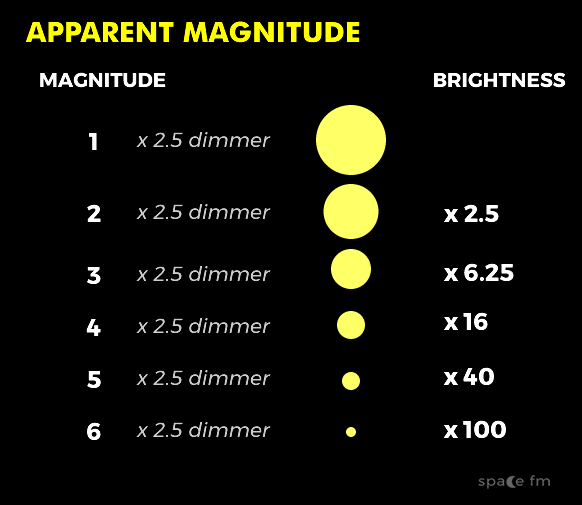 APPARENT MAGNITUDE
MAGNITUDE BRIGHTNESS
1 x 2.5 dimmer
2 x 2.5 dimmer x 2.5
3 x 2.5 dimmer x 6.25
4 x 2.5 dimmer x 16
5 x 2.5 dimmer x 40
6 x 2.5 dimmer x 100
space fm